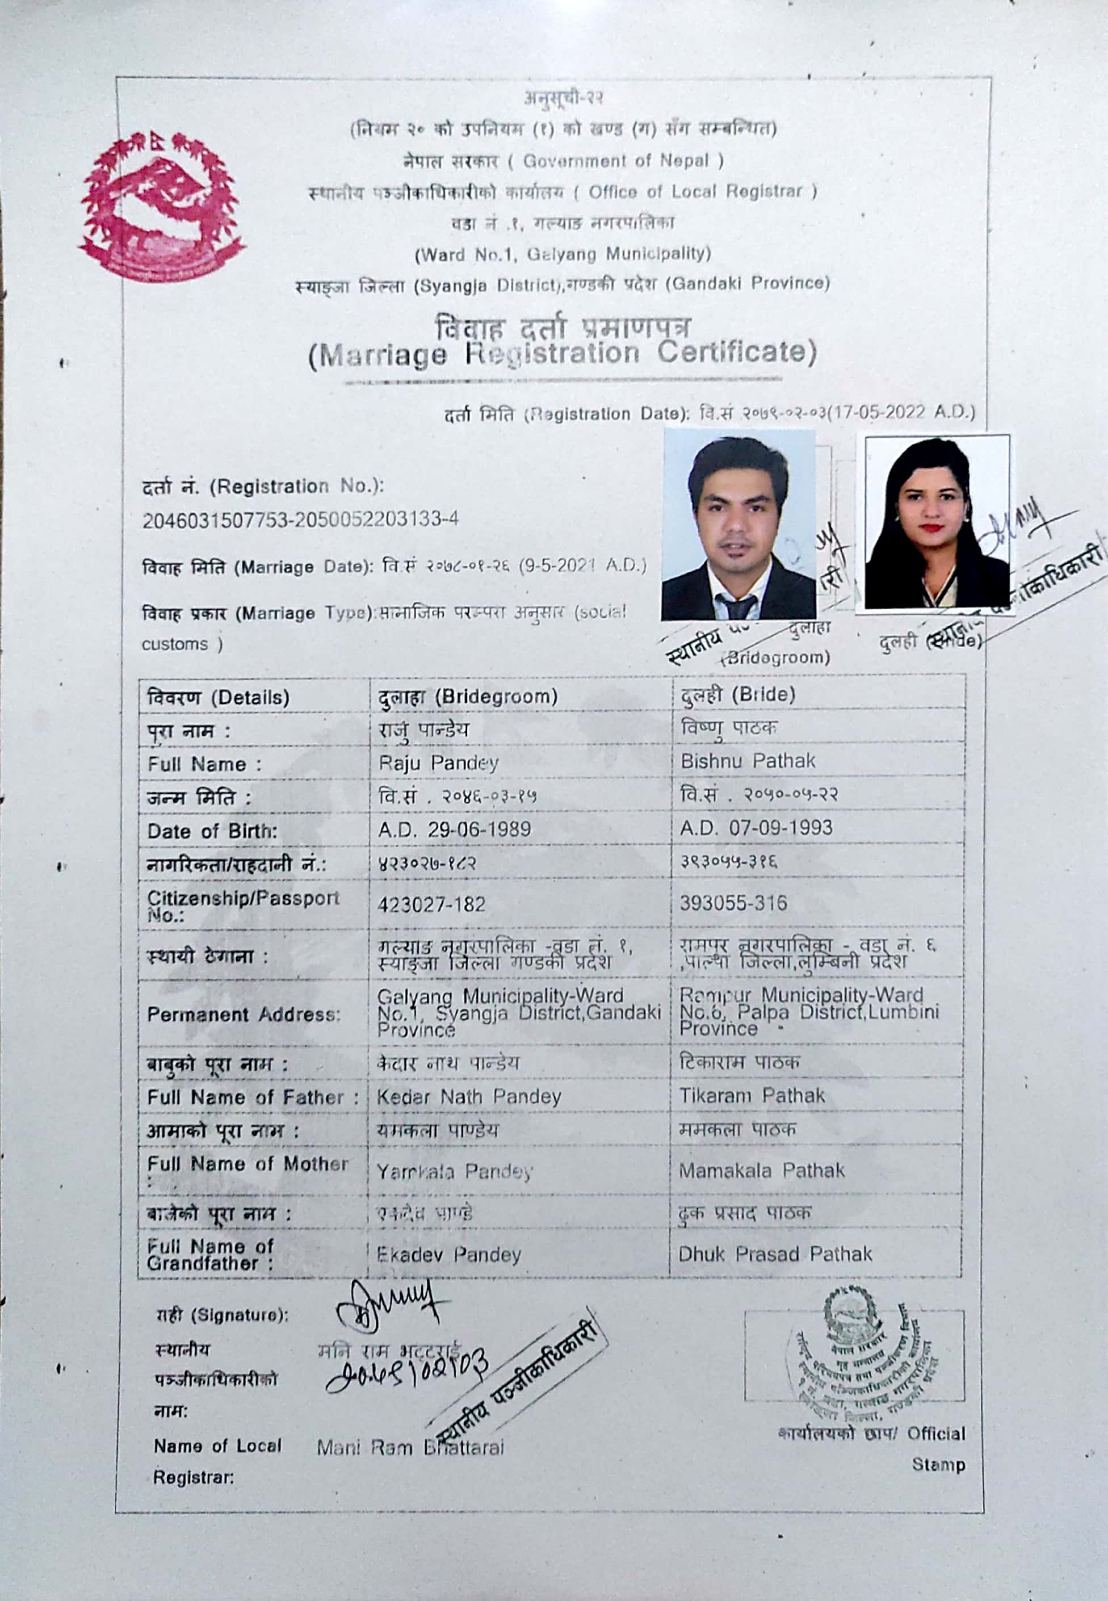 अनुसूची-२२
(नियम २० को उपनियम (१) को खण्ड (ग) सँग सम्बन्धित)
नेपाल सरकार ( Government of Nepal )
स्थानीय पञ्जीकाधिकारीको कार्यालय ( Office of Local Registrar )
वडा नं .१, गल्याङ नगरपालिका
(Ward No.1, Galyang Municipality)
स्याङ्जा जिल्ला (Syangja District),गण्डकी प्रदेश (Gandaki Province)
विवाह दर्ता प्रमाणपत्र
(Marriage Registration Certificate)
दर्ता मिति (Registration Date): वि.सं २०७९-०२-०३(17-05-2022 A.D.)
दर्ता नं. (Registration No.):
2046031507753-2050052203133-4
विवाह मिति (Marriage Date): वि.सं २०७८-०१-२६ (9-5-2021 A.D.)
विवाह प्रकार (Marriage Type):सामाजिक परम्परा अनुसार (social
customs )
स्थानीय
दुलाहा
(Bridegroom)
दुलही (Bride)
स्थानीय पञ्जीकाधिकारी
विवरण (Details) दुलाहा (Bridegroom) दुलही (Bride)
पूरा नाम : राजु पान्डेय विष्णु पाठक
Full Name : Raju Pandey Bishnu Pathak
जन्म मिति : वि.सं . २०४६-०३-१५ वि.सं . २०५०-०५-२२
Date of Birth: A.D. 29-06-1989 A.D. 07-09-1993
नागरिकता/राहदानी नं.: ४२३०२७-१८२ ३९३०५५-३१६
Citizenship/Passport No.: 423027-182 393055-316
स्थायी ठेगाना : गल्याङ नगरपालिका -वडा नं. १, स्याङ्जा जिल्ला गण्डकी प्रदेश रामपुर नगरपालिका - वडा नं. ६ ,पाल्पा जिल्ला,लुम्बिनी प्रदेश
Permanent Address: Galyang Municipality-Ward No.1, Syangja District,Gandaki Province Rampur Municipality-Ward No.6, Palpa District,Lumbini Province
बाबुको पूरा नाम : केदार नाथ पान्डेय टिकाराम पाठक
Full Name of Father : Kedar Nath Pandey Tikaram Pathak
आमाको पूरा नाम : यमकला पाण्डेय ममकला पाठक
Full Name of Mother : Yamkala Pandey Mamakala Pathak
बाजेको पूरा नाम : एकदेव पाण्डे ढुक प्रसाद पाठक
Full Name of Grandfather : Ekadev Pandey Dhuk Prasad Pathak
सही (Signature):
स्थानीय मनि राम भट्टराई
पञ्जीकाधिकारीको
नाम:
स्थानीय पञ्जीकाधिकारी
Name of Local Mani Ram Bhattarai
Registrar:
नेपाल सरकार
गृह मन्त्रालय
कार्यालयको छाप/ Official
Stamp